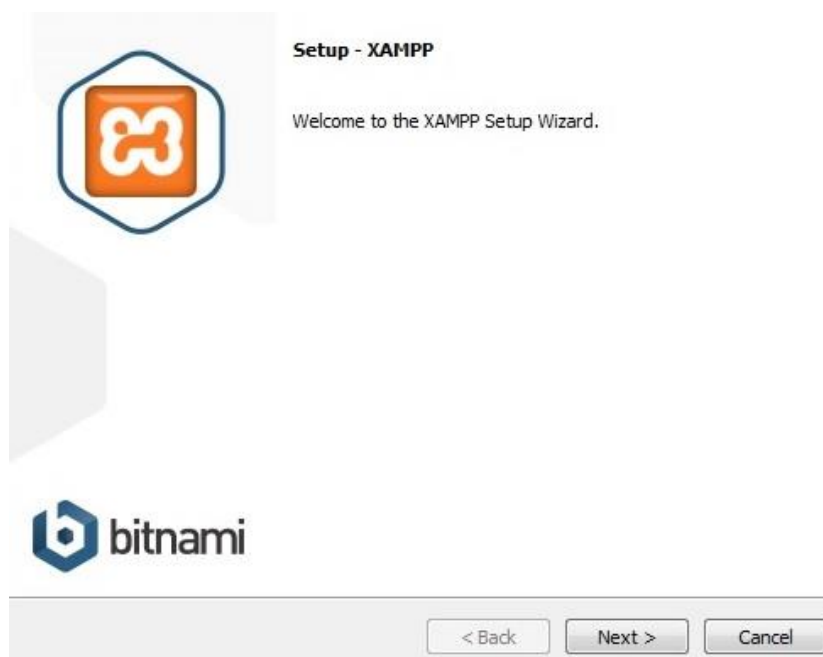 Setup - XAMPP
Welcome to the XAMPP Setup Wizard.
bitnami
< Back Next > Cancel